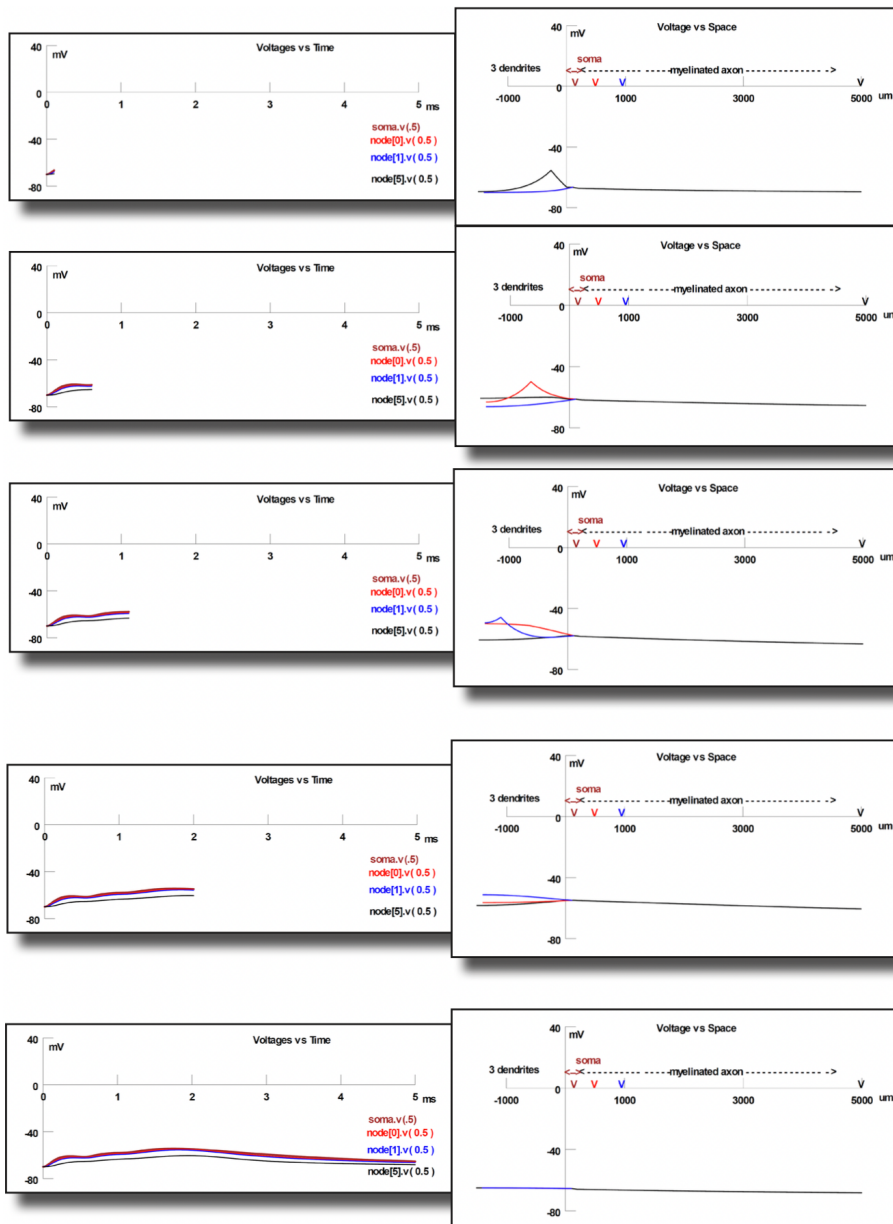 Voltages vs Time
40
mV
0
0
1
2
3
4
5
ms
soma.v(.5)
node[0].v( 0.5 )
-40
node[1].v( 0.5 )
node[5].v( 0.5 )
-80
Voltage vs Space
40
mV
soma
3 dendrites
<--><- - - - - - -myelinated axon- - - - - - - ->
V V V V
0
-1000
1000
3000
5000
um
-40
-80
Voltages vs Time
40
mV
0
0
1
2
3
4
5
ms
soma.v(.5)
node[0].v( 0.5 )
-40
node[1].v( 0.5 )
node[5].v( 0.5 )
-80
Voltage vs Space
40
mV
soma
3 dendrites
<--><- - - - - - -myelinated axon- - - - - - - ->
V V V V
0
-1000
1000
3000
5000
um
-40
-80
Voltages vs Time
40
mV
0
0
1
2
3
4
5
ms
soma.v(.5)
node[0].v( 0.5 )
-40
node[1].v( 0.5 )
node[5].v( 0.5 )
-80
Voltage vs Space
40
mV
soma
3 dendrites
<--><- - - - - - -myelinated axon- - - - - - - ->
V V V V
0
-1000
1000
3000
5000
um
-40
-80
Voltages vs Time
40
mV
0
0
1
2
3
4
5
ms
soma.v(.5)
node[0].v( 0.5 )
-40
node[1].v( 0.5 )
node[5].v( 0.5 )
-80
Voltage vs Space
40
mV
soma
3 dendrites
<--><- - - - - - -myelinated axon- - - - - - - ->
V V V V
0
-1000
1000
3000
5000
um
-40
-80
Voltages vs Time
40
mV
0
0
1
2
3
4
5
ms
soma.v(.5)
node[0].v( 0.5 )
-40
node[1].v( 0.5 )
node[5].v( 0.5 )
-80
Voltage vs Space
40
mV
soma
3 dendrites
<--><- - - - - - -myelinated axon- - - - - - - ->
V V V V
0
-1000
1000
3000
5000
um
-40
-80